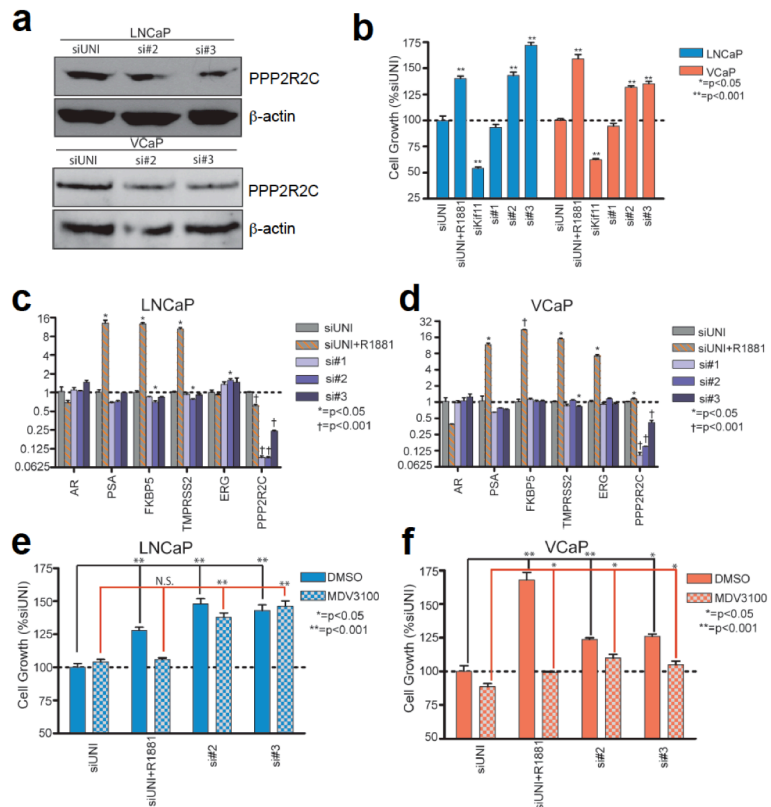 a
LNCaP
siUNI si#2 si#3
PPP2R2C
β-actin
VCaP
siUNI si#2 si#3
PPP2R2C
β-actin
b
Cell Growth (%siUNI)
175
150
125
100
75
50
** ** ** ** ** ** ** **
siUNI siUNI+R1881 siKif11 si#1 si#2 si#3 siUNI siUNI+R1881 siKif11 si#1 si#2 si#3
LNCaP
VCaP
*=p<0.05
**=p<0.001
c
LNCaP
16
8
4
2
1
0.5
0.25
0.125
0.0625
* * * * * * † † † †
AR PSA FKBP5 TMPRSS2 ERG PPP2R2C
siUNI
siUNI+R1881
si#1
si#2
si#3
*=p<0.05
†=p<0.001
d
VCaP
32
16
8
4
2
1
0.5
0.25
0.125
0.0625
* † * * * * † † †
AR PSA FKBP5 TMPRSS2 ERG PPP2R2C
siUNI
siUNI+R1881
si#1
si#2
si#3
*=p<0.05
†=p<0.001
e
LNCaP
Cell Growth (%siUNI)
175
150
125
100
75
50
** ** **
N.S. ** **
siUNI siUNI+R1881 si#2 si#3
DMSO
MDV3100
*=p<0.05
**=p<0.001
f
VCaP
Cell Growth (%siUNI)
175
150
125
100
75
50
** ** *
* * *
siUNI siUNI+R1881 si#2 si#3
DMSO
MDV3100
*=p<0.05
**=p<0.001